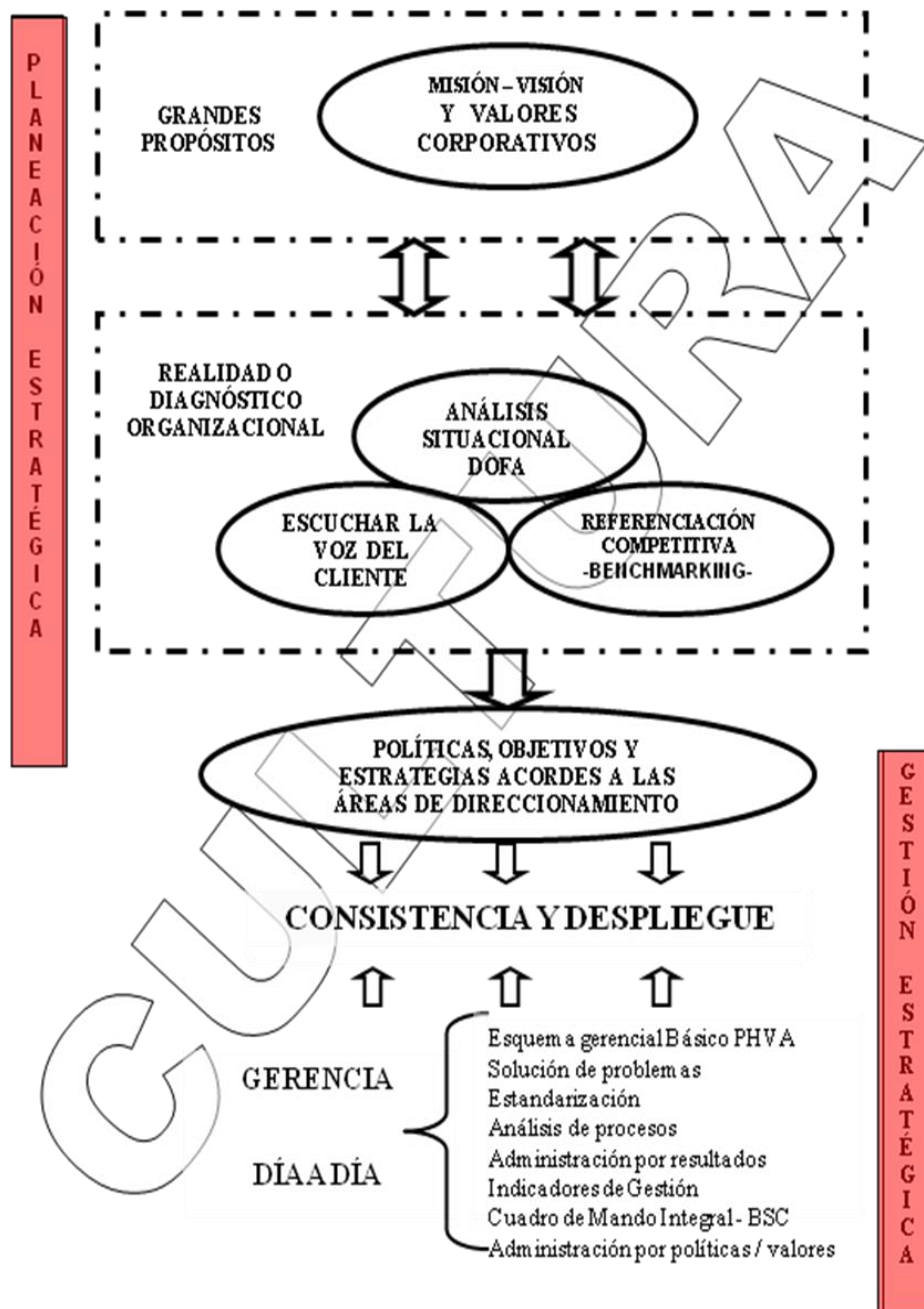 PLANEACIÓN ESTRATÉGICA
GRANDES
PROPÓSITOS
MISIÓN – VISIÓN
Y VALORES
CORPORATIVOS
REALIDAD O
DIAGNÓSTICO
ORGANIZACIONAL
ANÁLISIS
SITUACIONAL
DOFA
ESCUCHAR LA
VOZ DEL
CLIENTE
REFERENCIACIÓN
COMPETITIVA
-BENCHMARKING-
POLÍTICAS, OBJETIVOS Y
ESTRATEGIAS ACORDES A LAS
ÁREAS DE DIRECCIONAMIENTO
CONSISTENCIA Y DESPLIEGUE
GERENCIA
DÍA A DÍA
Esquema gerencial Básico PHVA
Solución de problemas
Estandarización
Análisis de procesos
Administración por resultados
Indicadores de Gestión
Cuadro de Mando Integral - BSC
Administración por políticas / valores
GESTIÓN ESTRATÉGICA
CULTURA